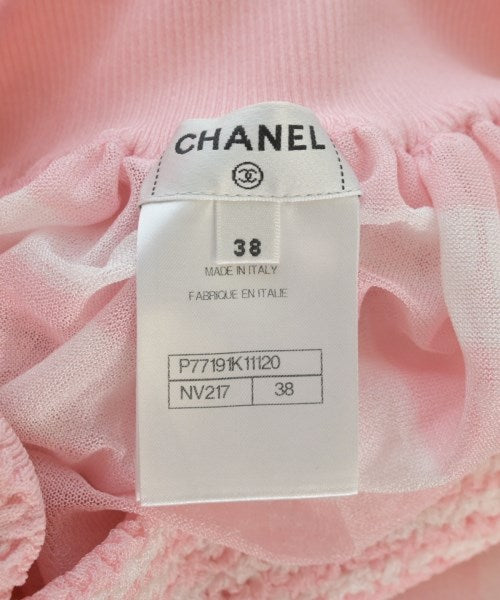 CHANEL
38
MADE IN ITALY
FABRIQUE EN ITALIE
P77191K11120
NV217 38